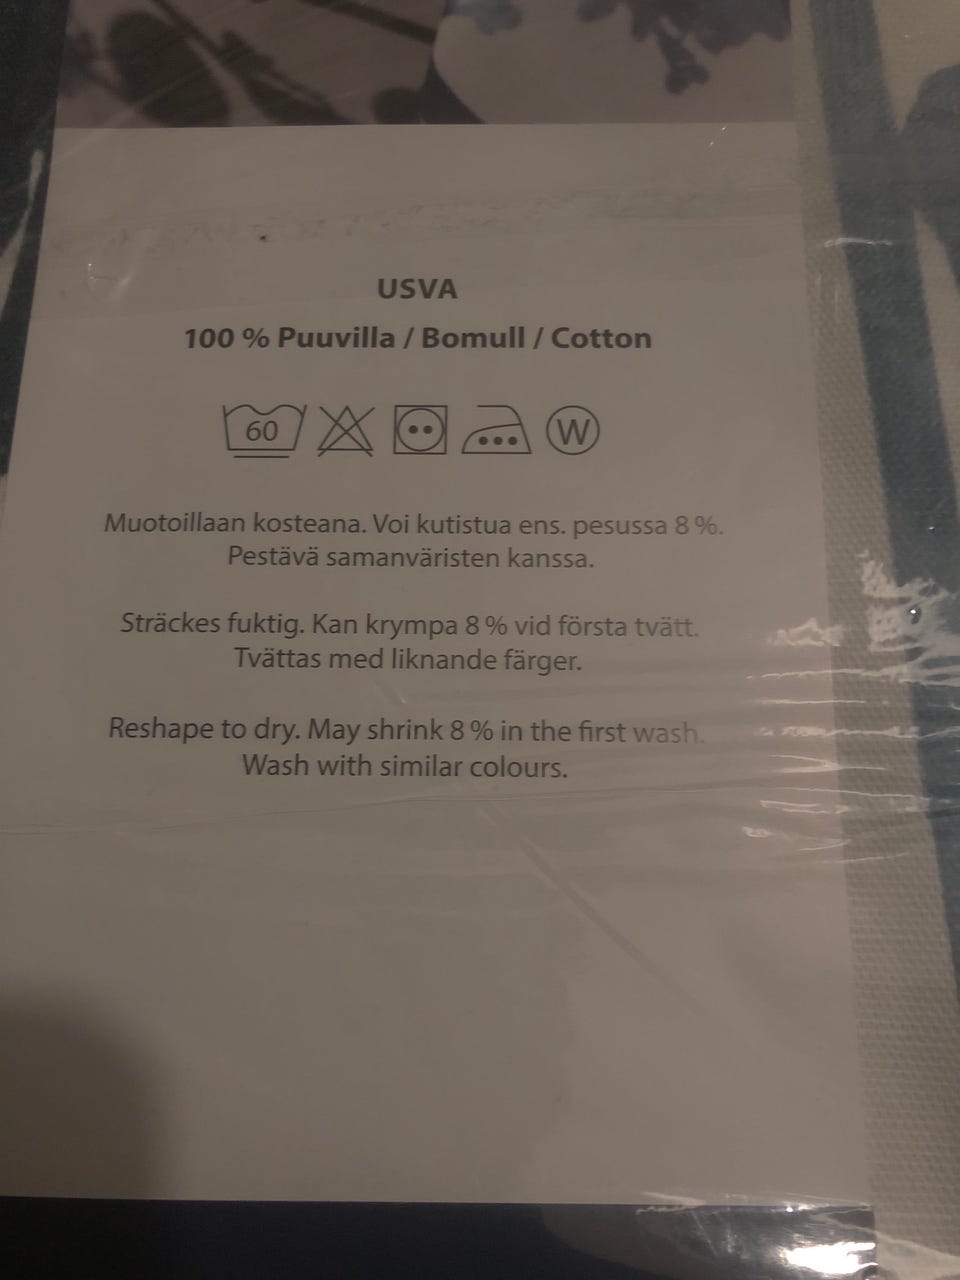 USVA
100 % Puuvilla / Bomull / Cotton
60 W
Muotoillaan kosteana. Voi kutistua ens. pesussa 8 %.
Pestävä samanväristen kanssa.
Sträckes fuktig. Kan krympa 8 % vid första tvätt.
Tvättas med liknande färger.
Reshape to dry. May shrink 8 % in the first wash.
Wash with similar colours.